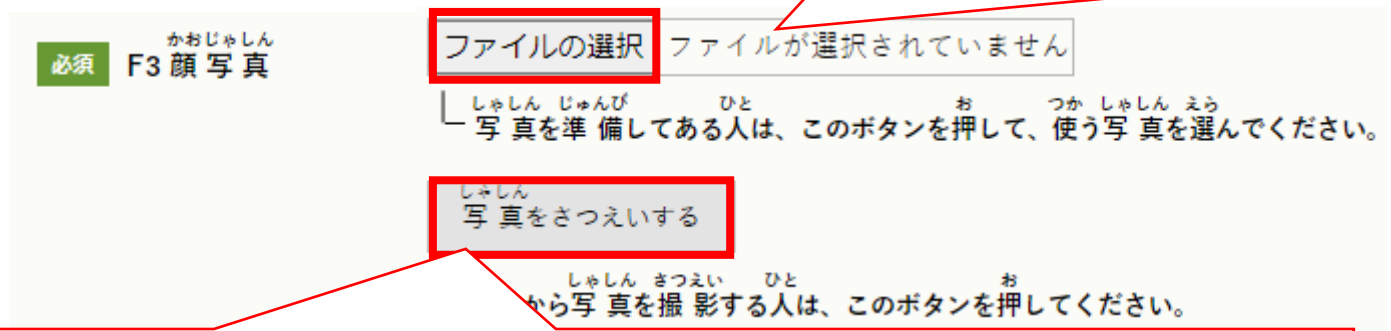 必須 F3 顔写真
かおじゃしん
ファイルの選択 ファイルが選択されていません
しゃしん じゅんび ひと お つか しゃしん えら
写真を準備してある人は、このボタンを押して、使う写真を選んでください。
しゃしん
写真をさつえいする
しゃしん さつえい ひと お
から写真を撮影する人は、このボタンを押してください。